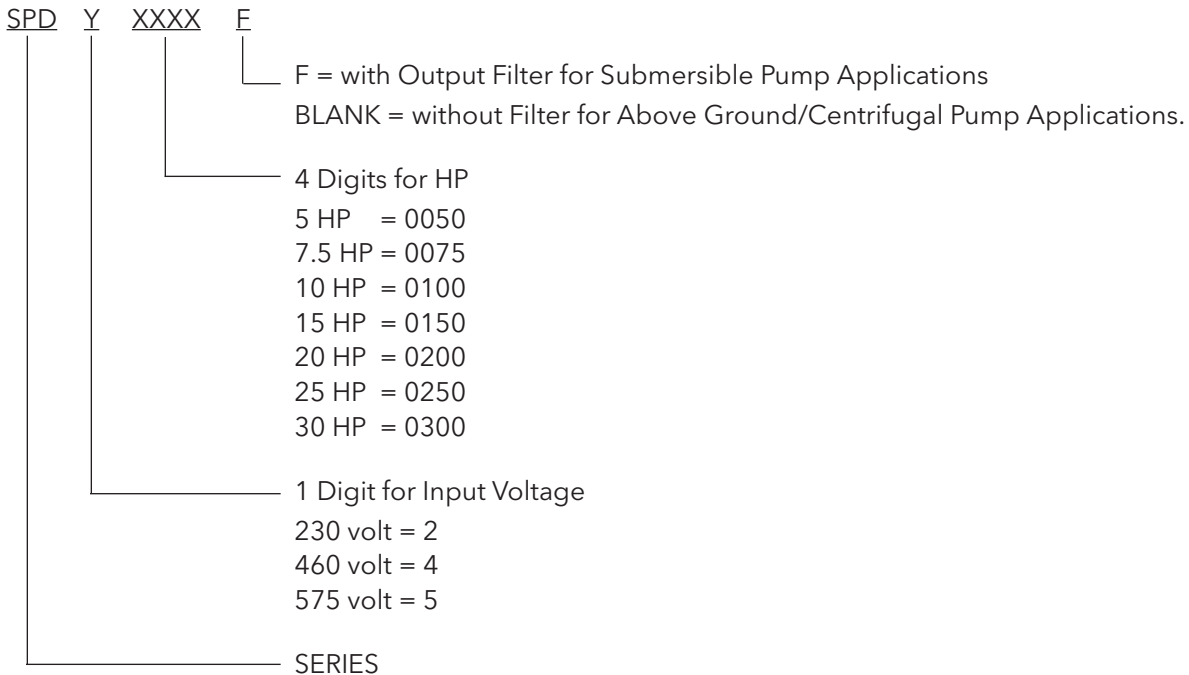 SPD Y XXXX F
F = with Output Filter for Submersible Pump Applications
BLANK = without Filter for Above Ground/Centrifugal Pump Applications.
4 Digits for HP
5 HP = 0050
7.5 HP = 0075
10 HP = 0100
15 HP = 0150
20 HP = 0200
25 HP = 0250
30 HP = 0300
1 Digit for Input Voltage
230 volt = 2
460 volt = 4
575 volt = 5
SERIES